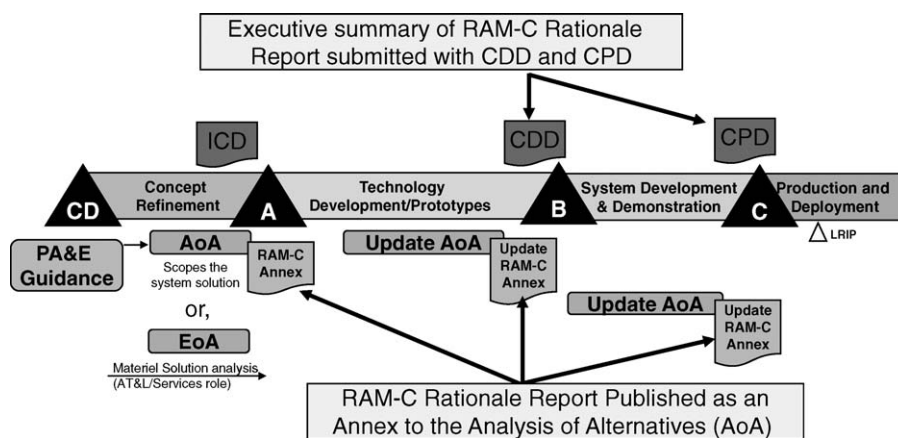 Executive summary of RAM-C Rationale
Report submitted with CDD and CPD
ICD
CDD
CPD
CD
Concept
Refinement
A
Technology
Development/Prototypes
B
System Development
& Demonstration
C
Production and
Deployment
LRIP
PA&E
Guidance
AoA
Scopes the
system solution
or,
EoA
Materiel Solution analysis
(AT&L/Services role)
RAM-C
Annex
Update AoA
Update
RAM-C
Annex
Update AoA
Update
RAM-C
Annex
RAM-C Rationale Report Published as an
Annex to the Analysis of Alternatives (AoA)